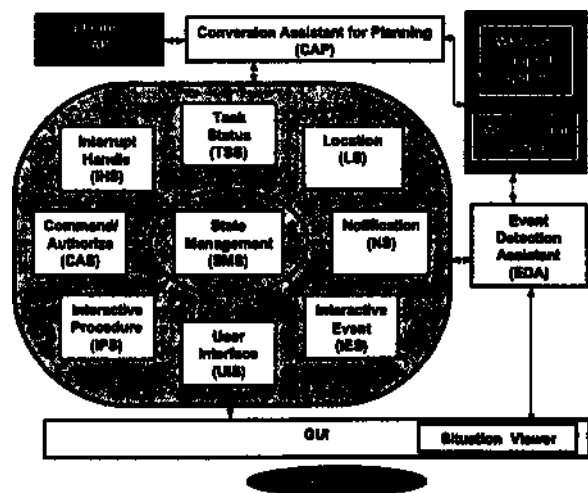 Conversion Assistant for Planning
(CAP)
Task
Status
(TSS)
Interrupt
Handle
(IHS)
Location
(LS)
Command/
Authorize
(CAS)
State
Management
(SMS)
Notification
(NS)
Event
Detection
Assistant
(EDA)
Interactive
Procedure
(IPS)
User
Interface
(UIS)
Interactive
Event
(IES)
GUI
Situation Viewer